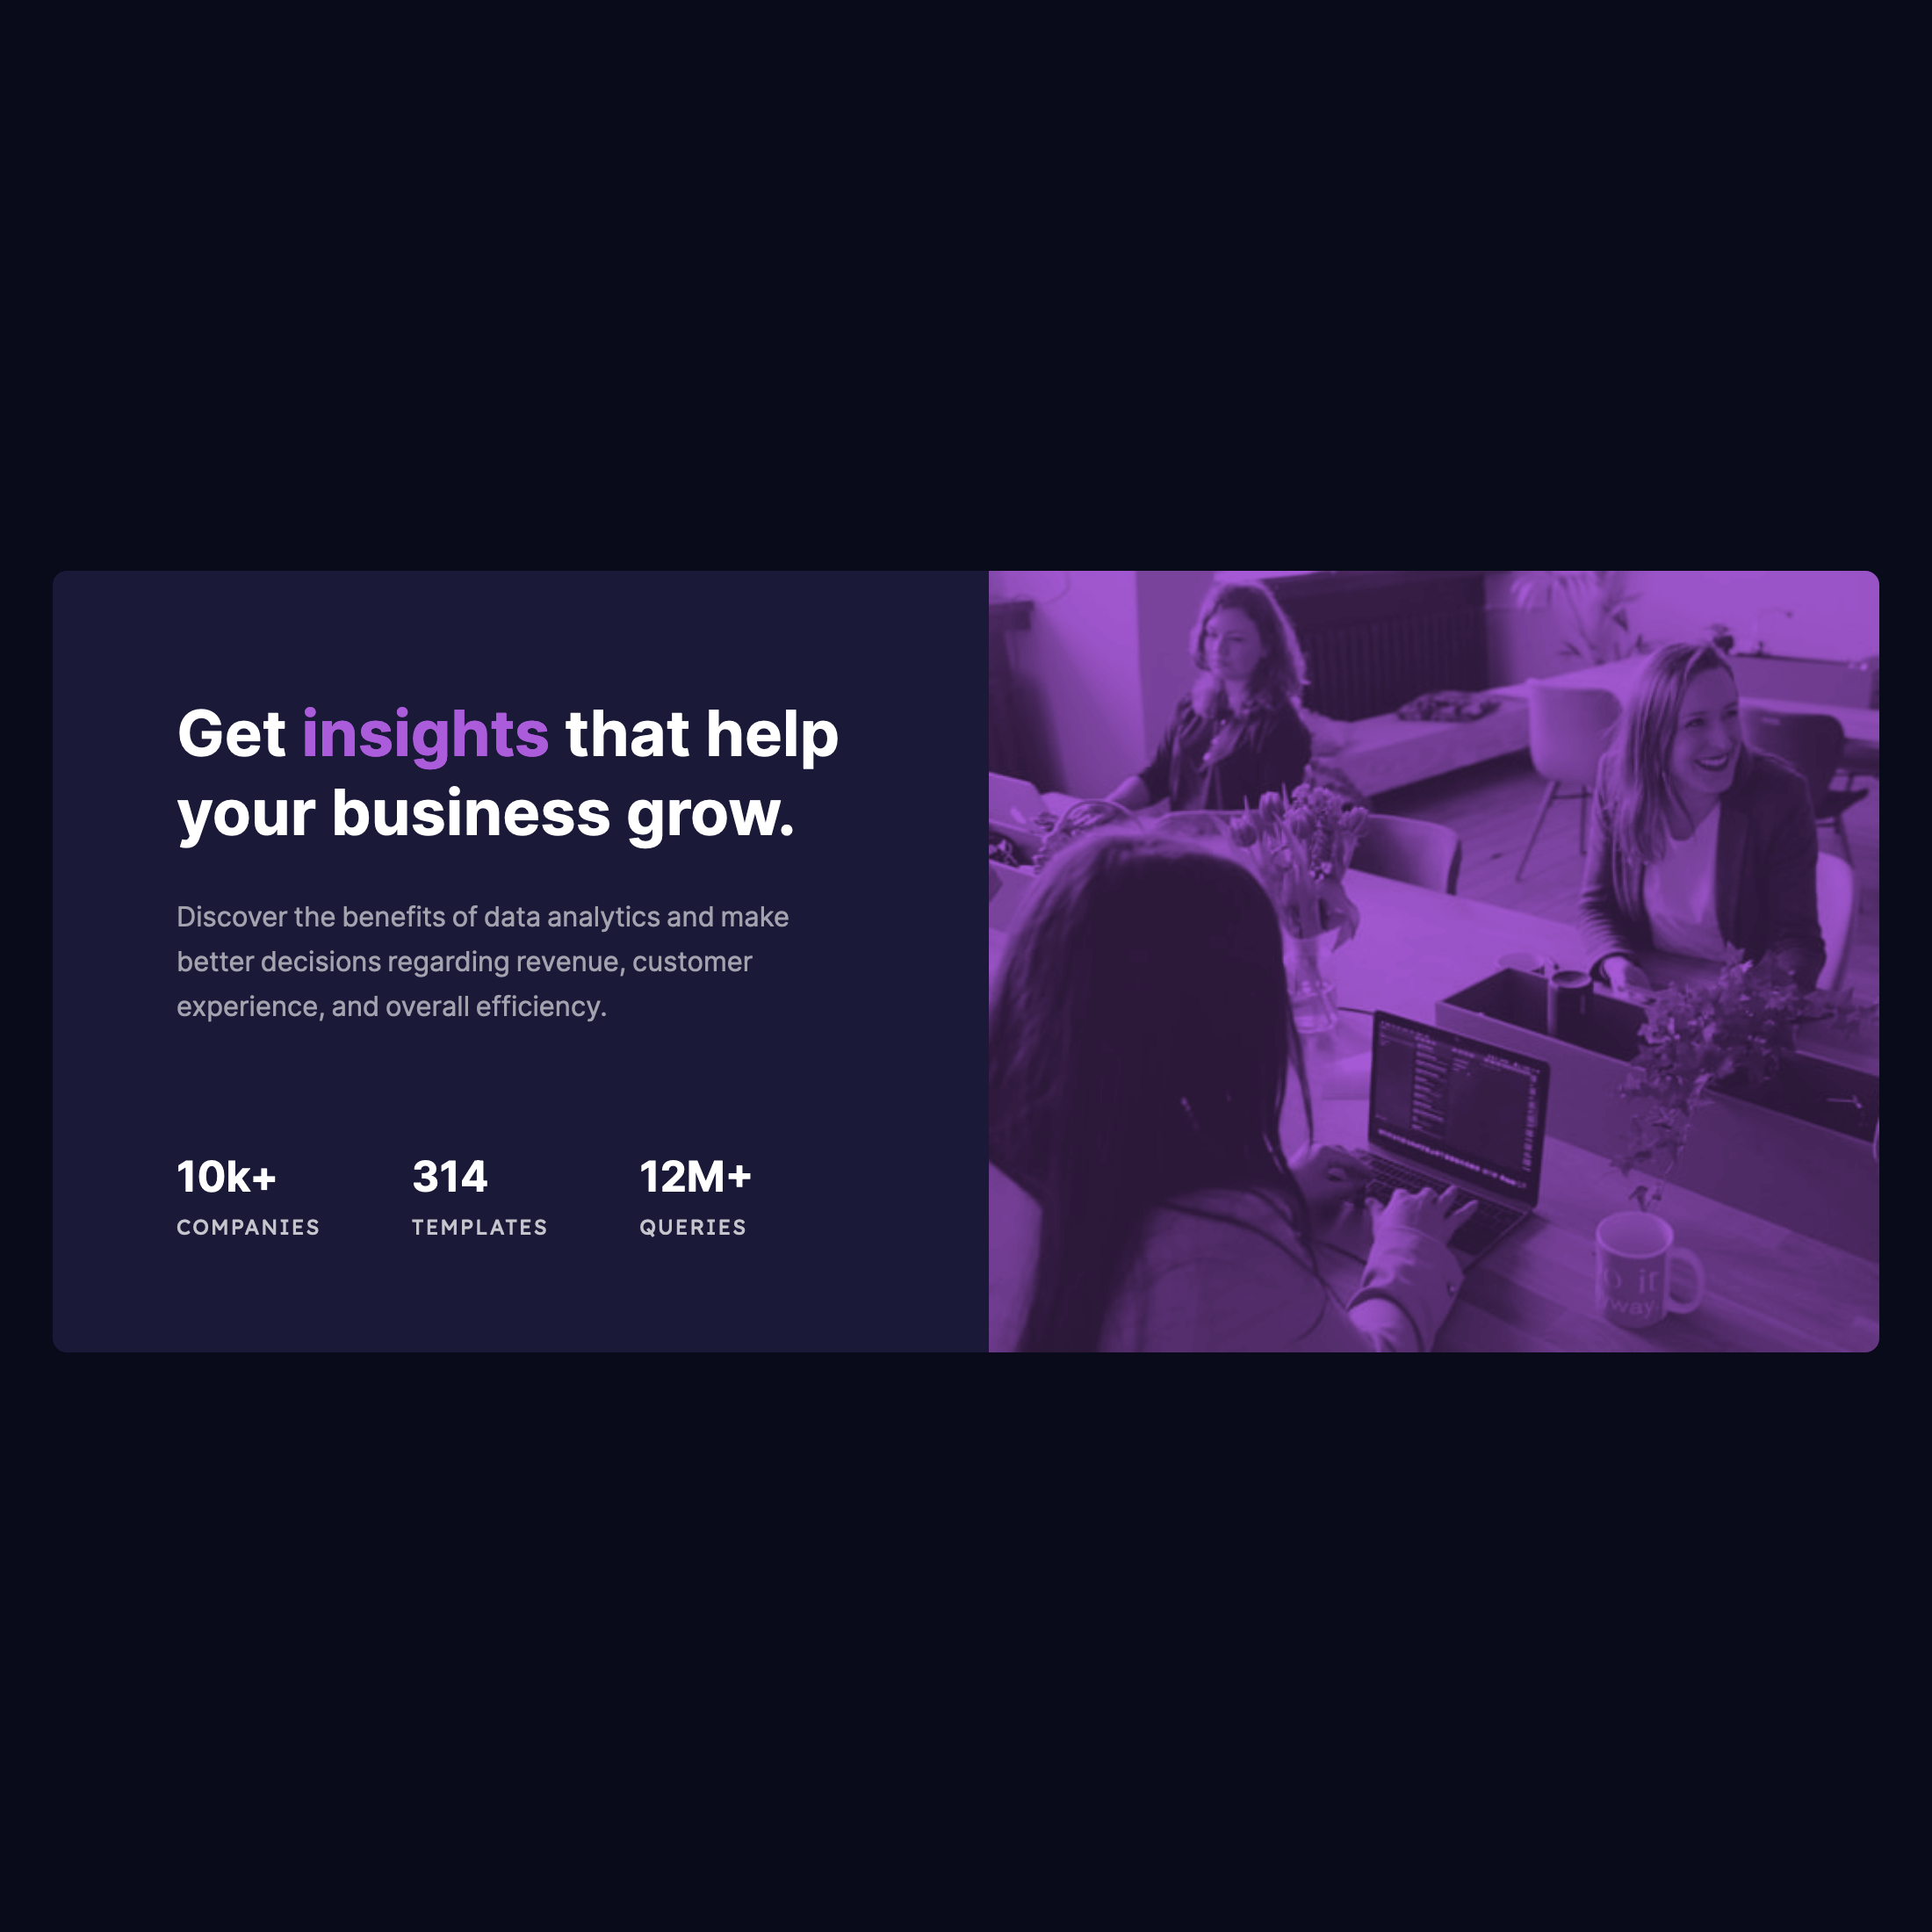 Get insights that help
your business grow.
Discover the benefits of data analytics and make
better decisions regarding revenue, customer
experience, and overall efficiency.
10k+ 314 12M+
COMPANIES TEMPLATES QUERIES